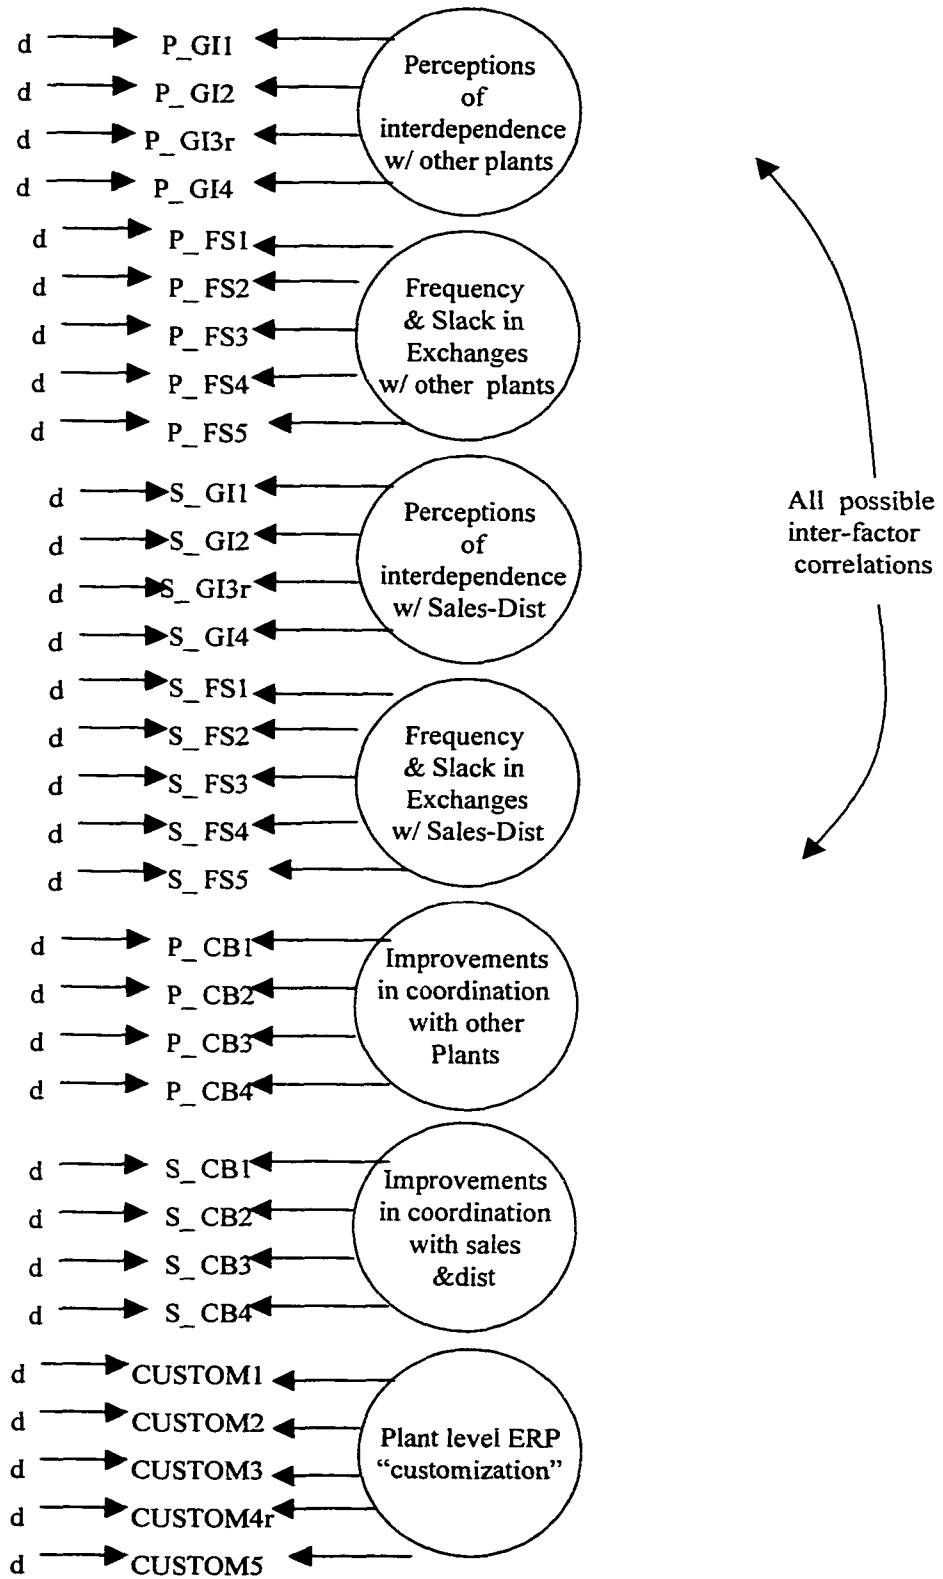 d P_GI1
d P_ GI2
d P_ GI3r
d P_ GI4
Perceptions
of
interdependence
w/ other plants
d P_ FS1
d P_ FS2
d P_ FS3
d P_ FS4
d P_ FS5
Frequency
& Slack in
Exchanges
w/ other plants
d S_ GI1
d S_ GI2
d S_ GI3r
d S_ GI4
Perceptions
of
interdependence
w/ Sales-Dist
d S_ FS1
d S_ FS2
d S_ FS3
d S_ FS4
d S_ FS5
Frequency
& Slack in
Exchanges
w/ Sales-Dist
d P_ CB1
d P_ CB2
d P_ CB3
d P_ CB4
Improvements
in coordination
with other
Plants
d S_ CB1
d S_ CB2
d S_ CB3
d S_ CB4
Improvements
in coordination
with sales
&dist
d CUSTOM1
d CUSTOM2
d CUSTOM3
d CUSTOM4r
d CUSTOM5
Plant level ERP
“customization”
All possible
inter-factor
correlations